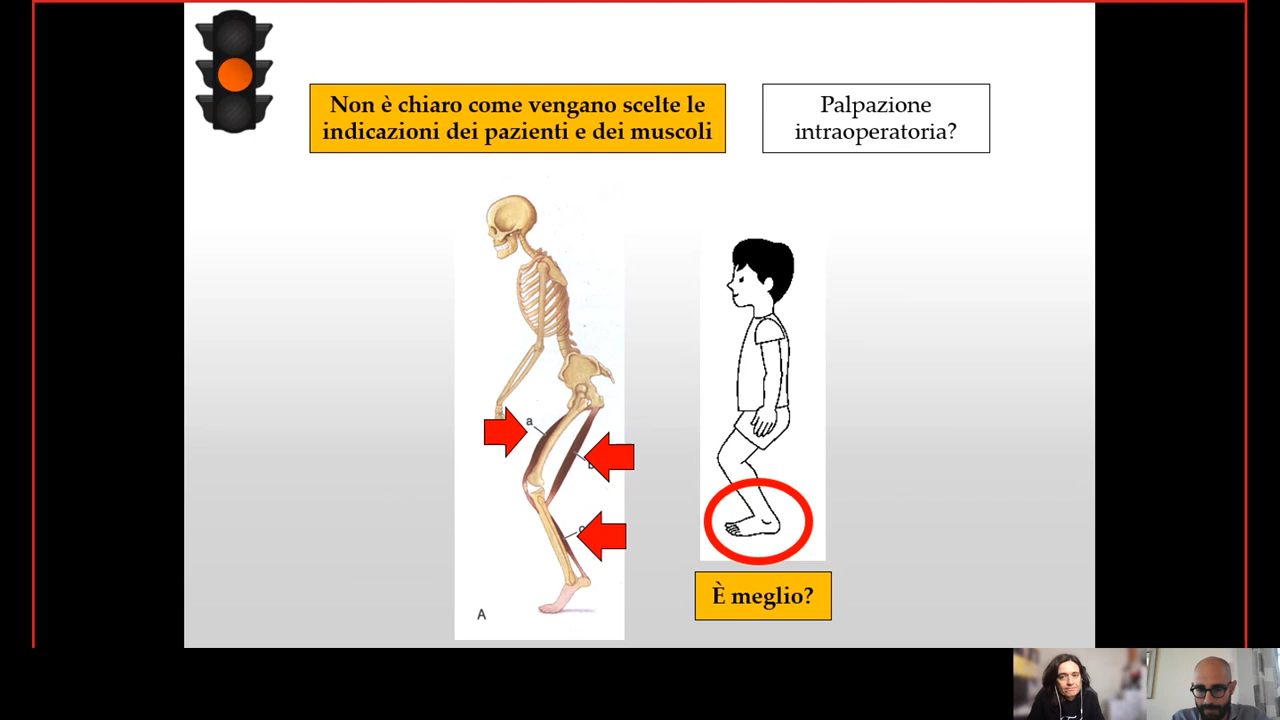 Non è chiaro come vengano scelte le
indicazioni dei pazienti e dei muscoli
Palpazione
intraoperatoria?
a
A
È meglio?